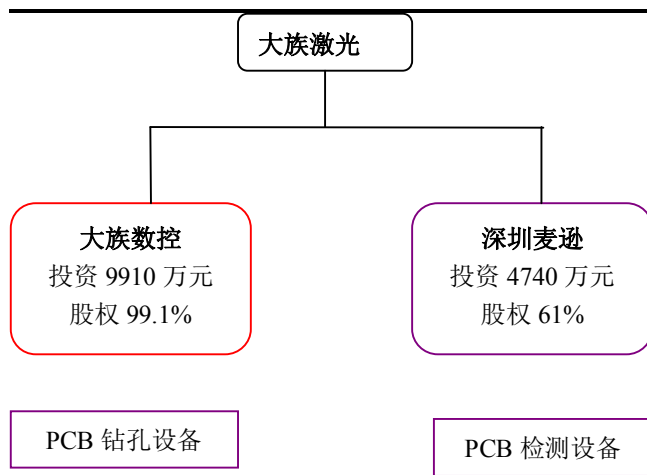 大族激光
大族数控
投资 9910 万元
股权 99.1%
深圳麦逊
投资 4740 万元
股权 61%
PCB 钻孔设备
PCB 检测设备